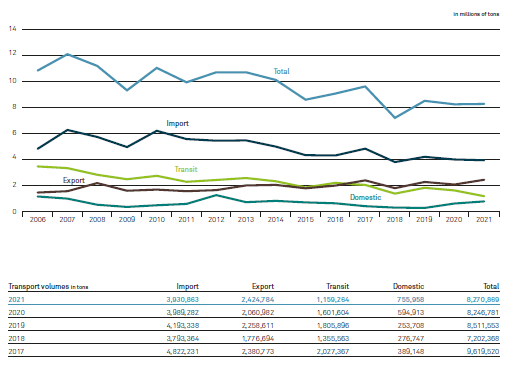 in millions of tons
14
12
10
8
6
4
2
0
Total
Import
Transit
Export
Domestic
2006 2007 2008 2009 2010 2011 2012 2013 2014 2015 2016 2017 2018 2019 2020 2021
Transport volumes in tons Import Export Transit Domestic Total
2021 3,930,863 2,424,784 1,159,264 755,958 8,270,869
2020 3,989,282 2,060,982 1,601,604 594,913 8,246,781
2019 4,193,338 2,258,611 1,805,896 253,708 8,511,553
2018 3,793,364 1,776,694 1,355,563 276,747 7,202,368
2017 4,822,231 2,380,773 2,027,367 389,148 9,619,520